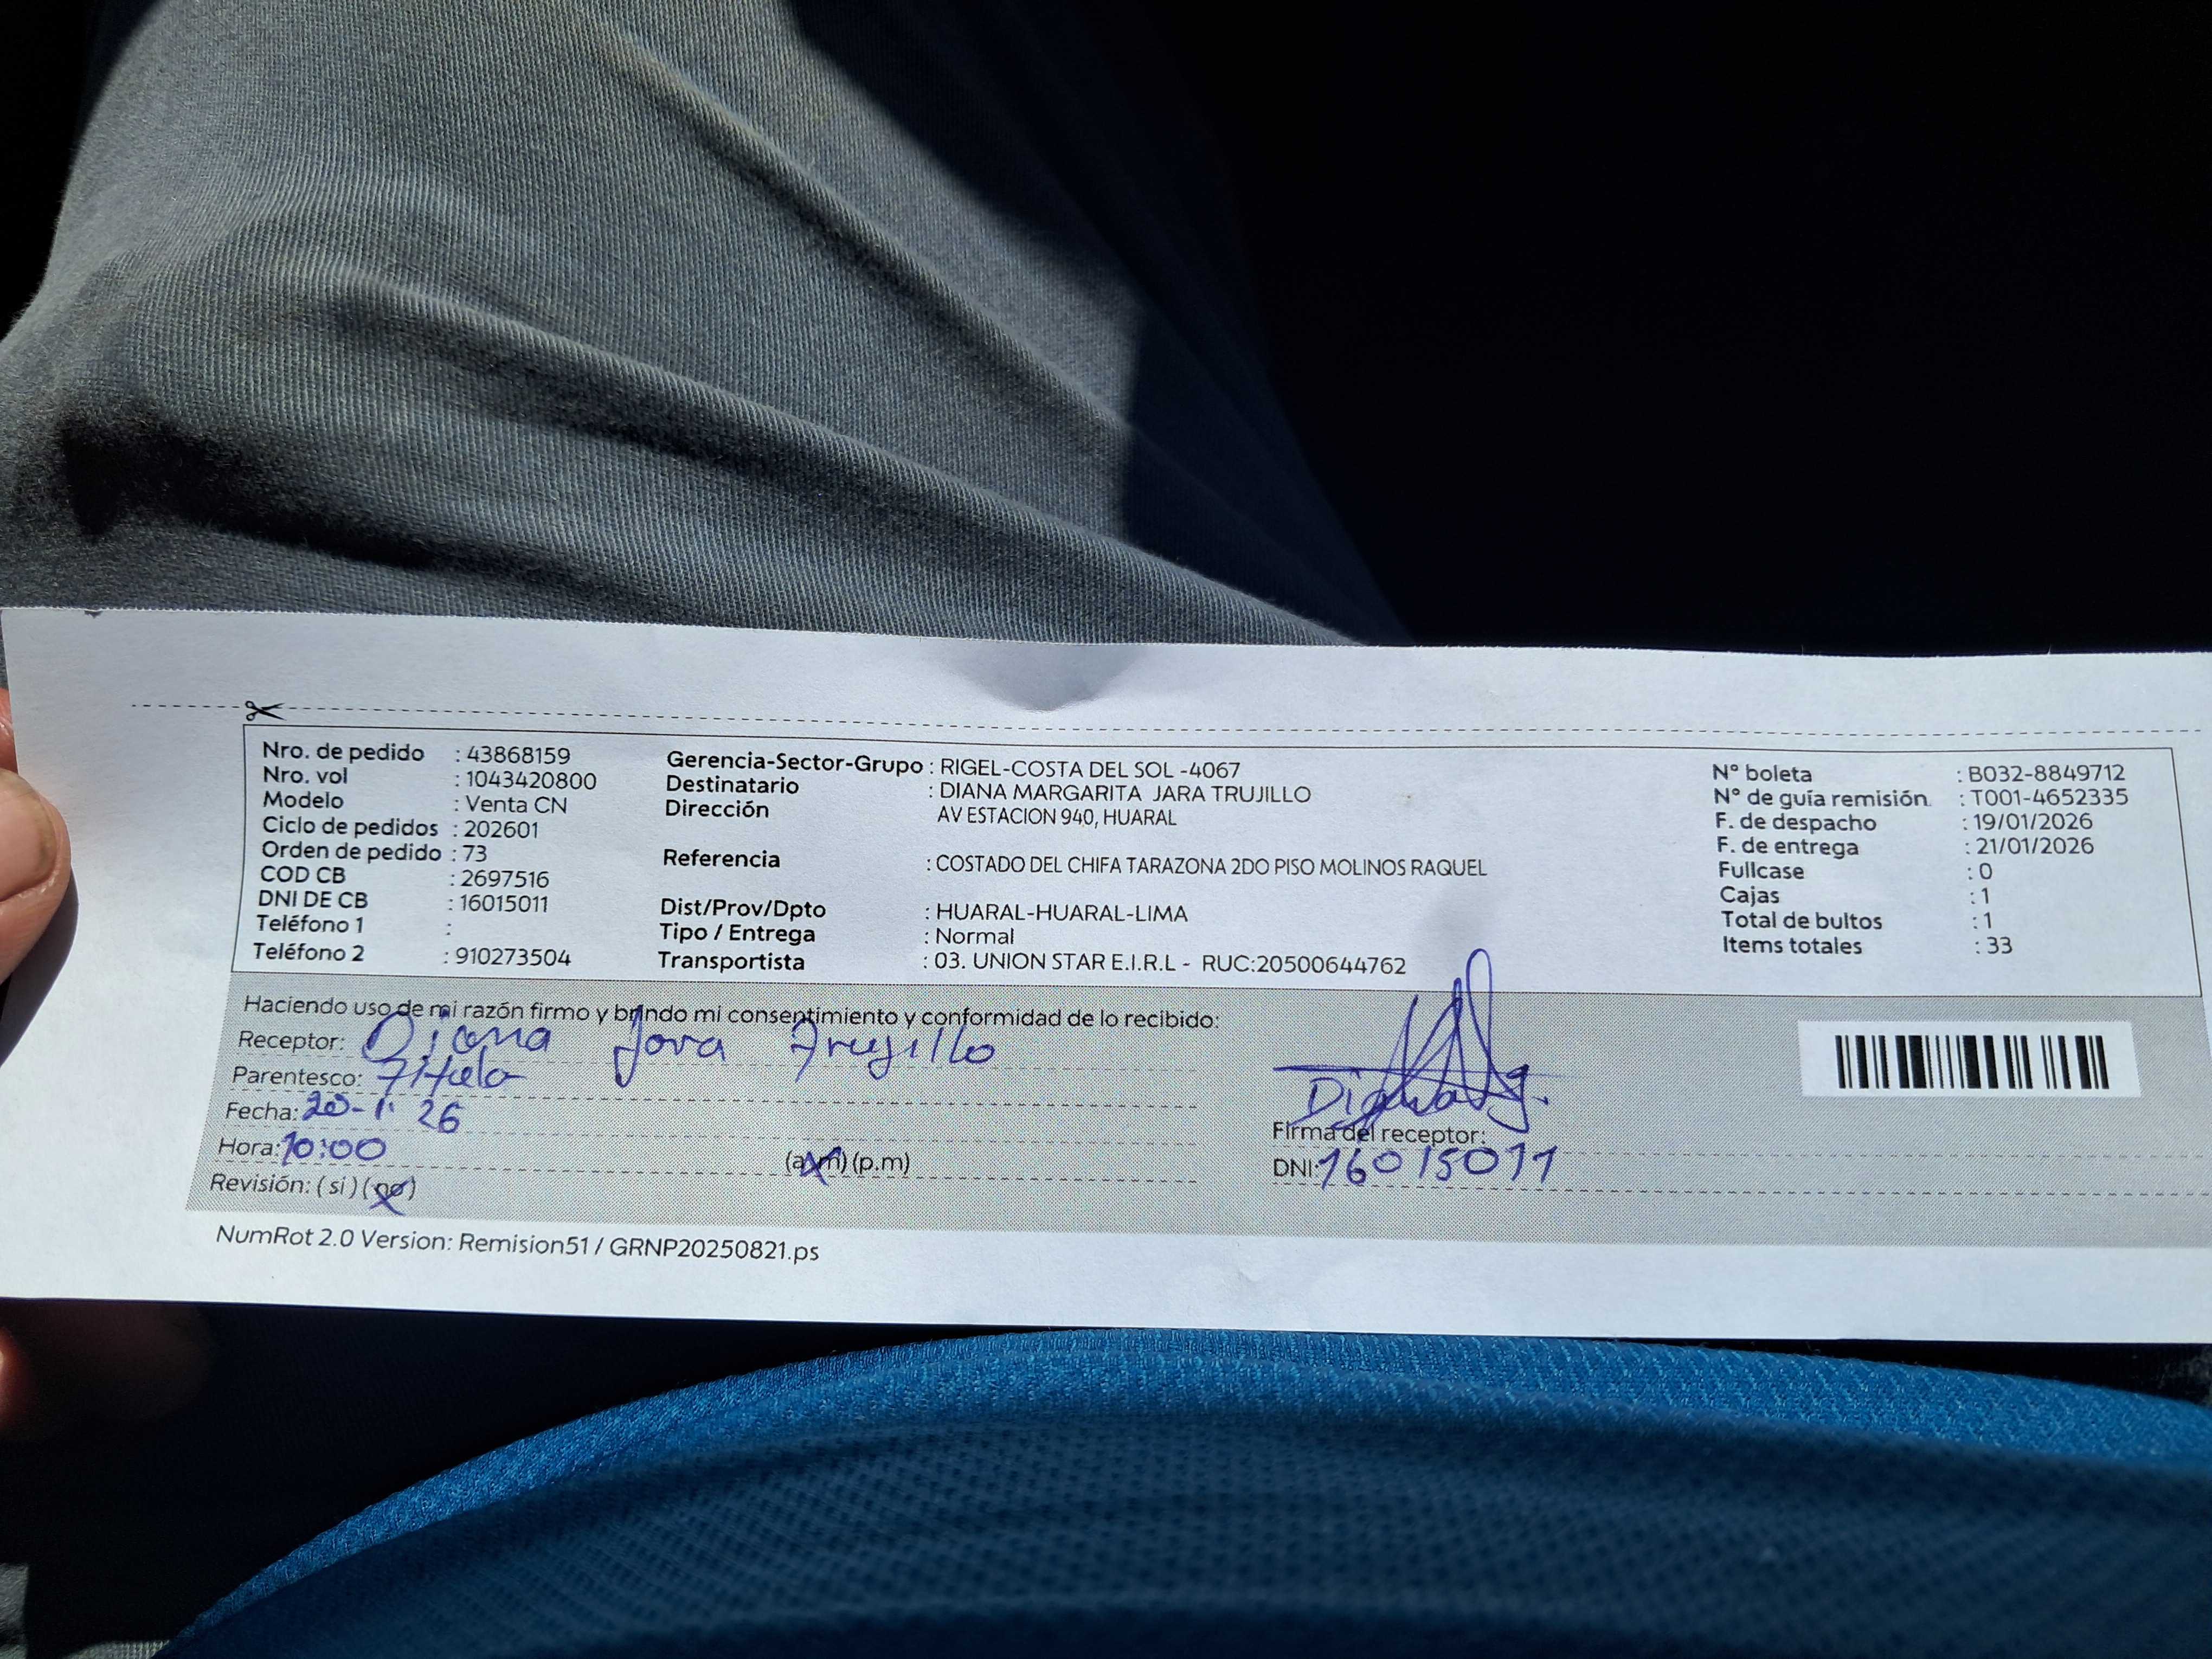 Nro. de pedido : 43868159
Nro. vol : 1043420800
Modelo : Venta CN
Ciclo de pedidos : 202601
Orden de pedido : 73
COD CB : 2697516
DNI DE CB : 16015011
Teléfono 1 :
Teléfono 2 : 910273504
Gerencia-Sector-Grupo : RIGEL-COSTA DEL SOL -4067
Destinatario : DIANA MARGARITA JARA TRUJILLO
Dirección AV ESTACION 940, HUARAL
Referencia : COSTADO DEL CHIFA TARAZONA 2DO PISO MOLINOS RAQUEL
Dist/Prov/Dpto : HUARAL-HUARAL-LIMA
Tipo / Entrega : Normal
Transportista : 03. UNION STAR E.I.R.L - RUC:20500644762
N° boleta : B032-8849712
N° de guía remisión : T001-4652335
F. de despacho : 19/01/2026
F. de entrega : 21/01/2026
Fullcase : 0
Cajas : 1
Total de bultos : 1
Items totales : 33
Haciendo uso de mi razón firmo y brindo mi consentimiento y conformidad de lo recibido:
Receptor: Diana Jara Trujillo
Parentesco: Titula
Fecha: 20-1-26
Hora: 10:00 (a.m) (p.m)
Revisión: (si) (no)
Diana
Firma del receptor:
DNI: 16015011
NumRot 2.0 Version: Remision51 / GRNP20250821.ps